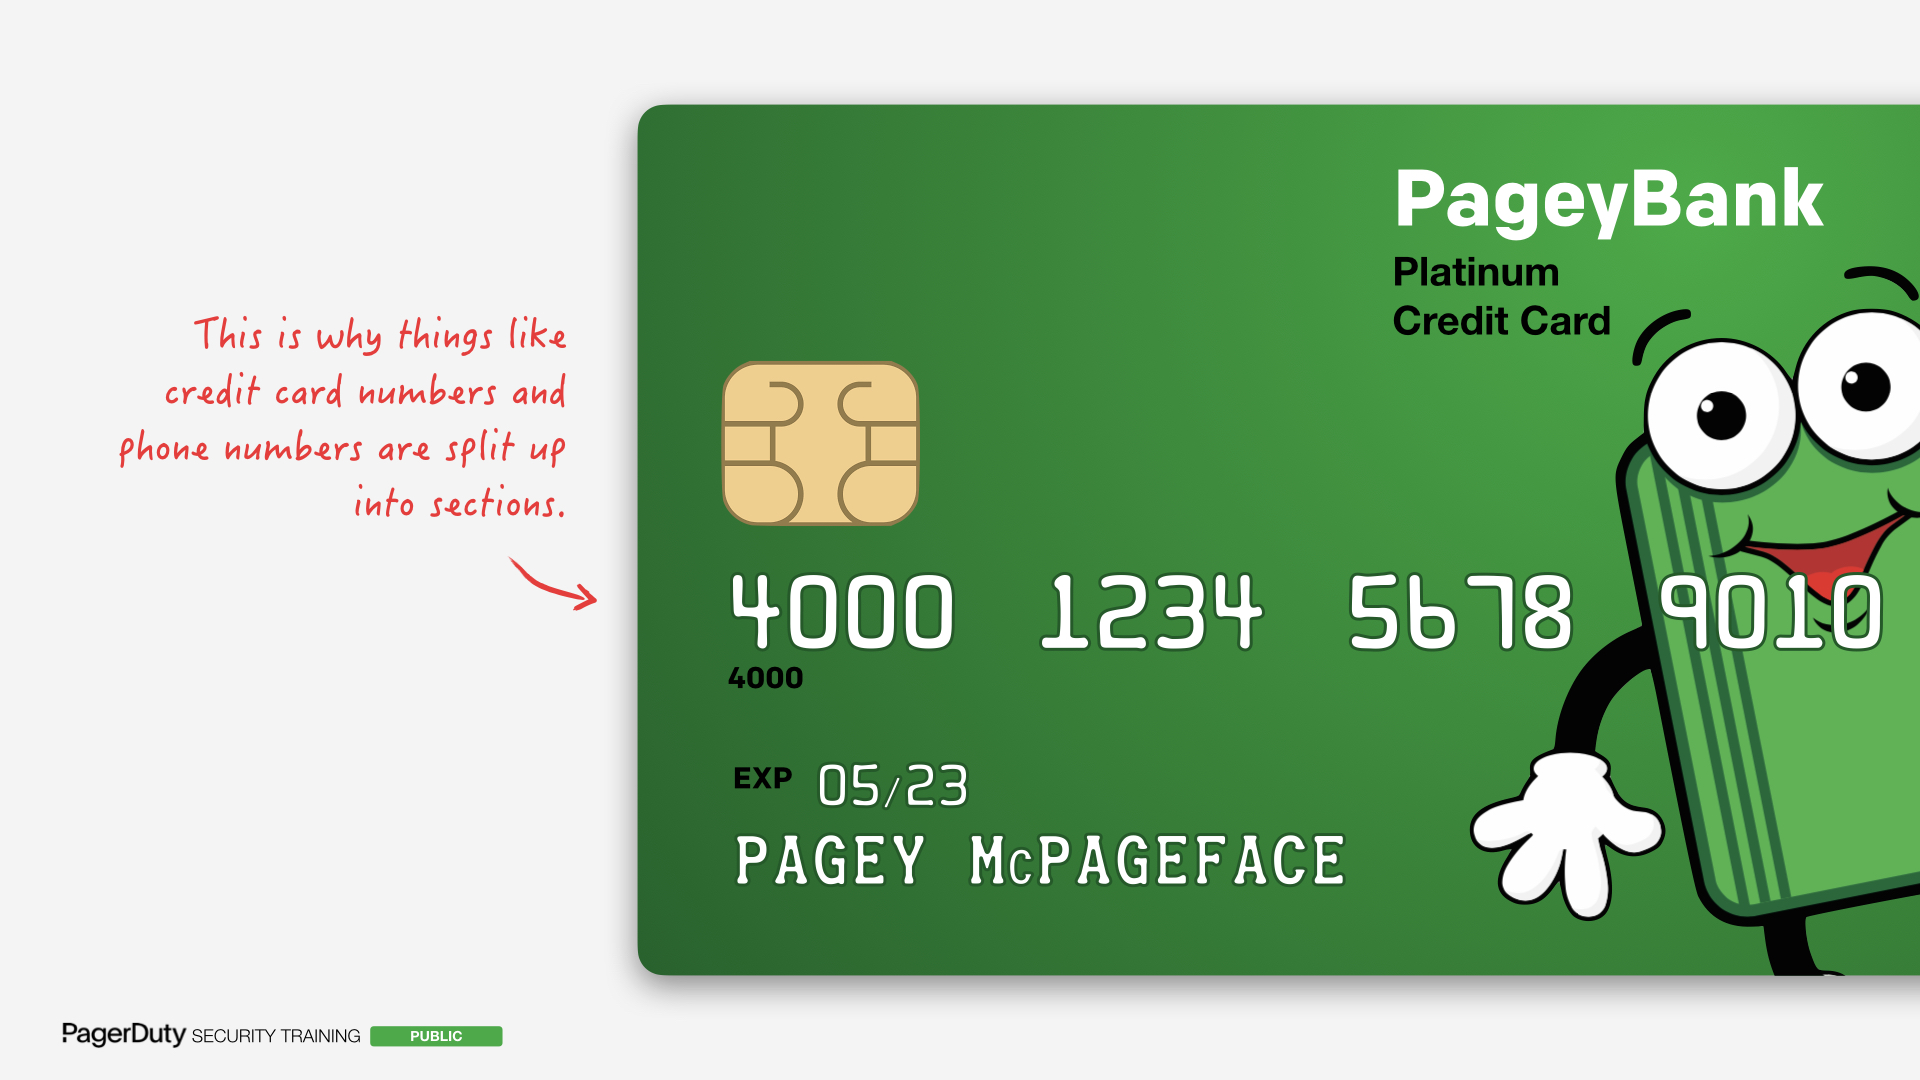 PageyBank
Platinum
Credit Card
This is why things like
credit card numbers and
phone numbers are split up
into sections.
4000 1234 5678 9010
4000
EXP 05/23
PAGEY McPAGEFACE
PagerDuty SECURITY TRAINING PUBLIC